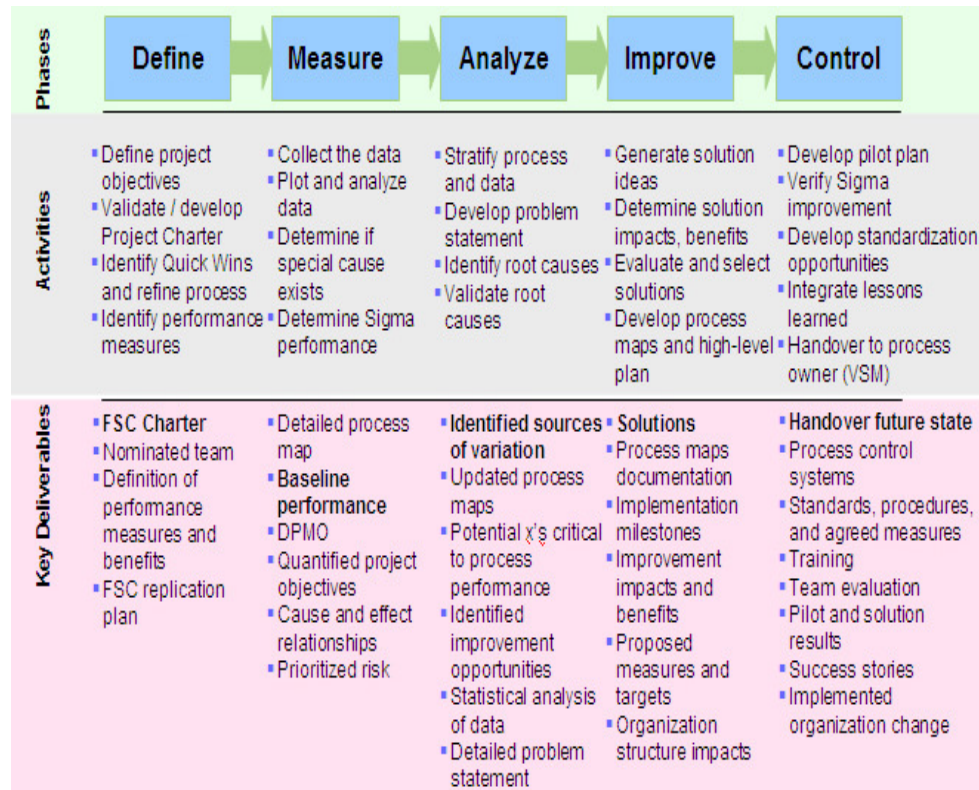 Phases
Define
Measure
Analyze
Improve
Control
Activities
Define project
objectives
Validate / develop
Project Charter
Identify Quick Wins
and refine process
Identify performance
measures
Collect the data
Plot and analyze
data
Determine if
special cause
exists
Determine Sigma
performance
Stratify process
and data
Develop problem
statement
Identify root causes
Validate root
causes
Generate solution
ideas
Determine solution
impacts, benefits
Evaluate and select
solutions
Develop process
maps and high-level
plan
Develop pilot plan
Verify Sigma
improvement
Develop standardization
opportunities
Integrate lessons
learned
Handover to process
owner (VSM)
Key Deliverables
FSC Charter
Nominated team
Definition of
performance
measures and
benefits
FSC replication
plan
Detailed process
map
Baseline
performance
DPMO
Quantified project
objectives
Cause and effect
relationships
Prioritized risk
Identified sources
of variation
Updated process
maps
Potential x's critical
to process
performance
Identified
improvement
opportunities
Statistical analysis
of data
Detailed problem
statement
Solutions
Process maps
documentation
Implementation
milestones
Improvement
impacts and
benefits
Proposed
measures and
targets
Organization
structure impacts
Handover future state
Process control
systems
Standards, procedures,
and agreed measures
Training
Team evaluation
Pilot and solution
results
Success stories
Implemented
organization change